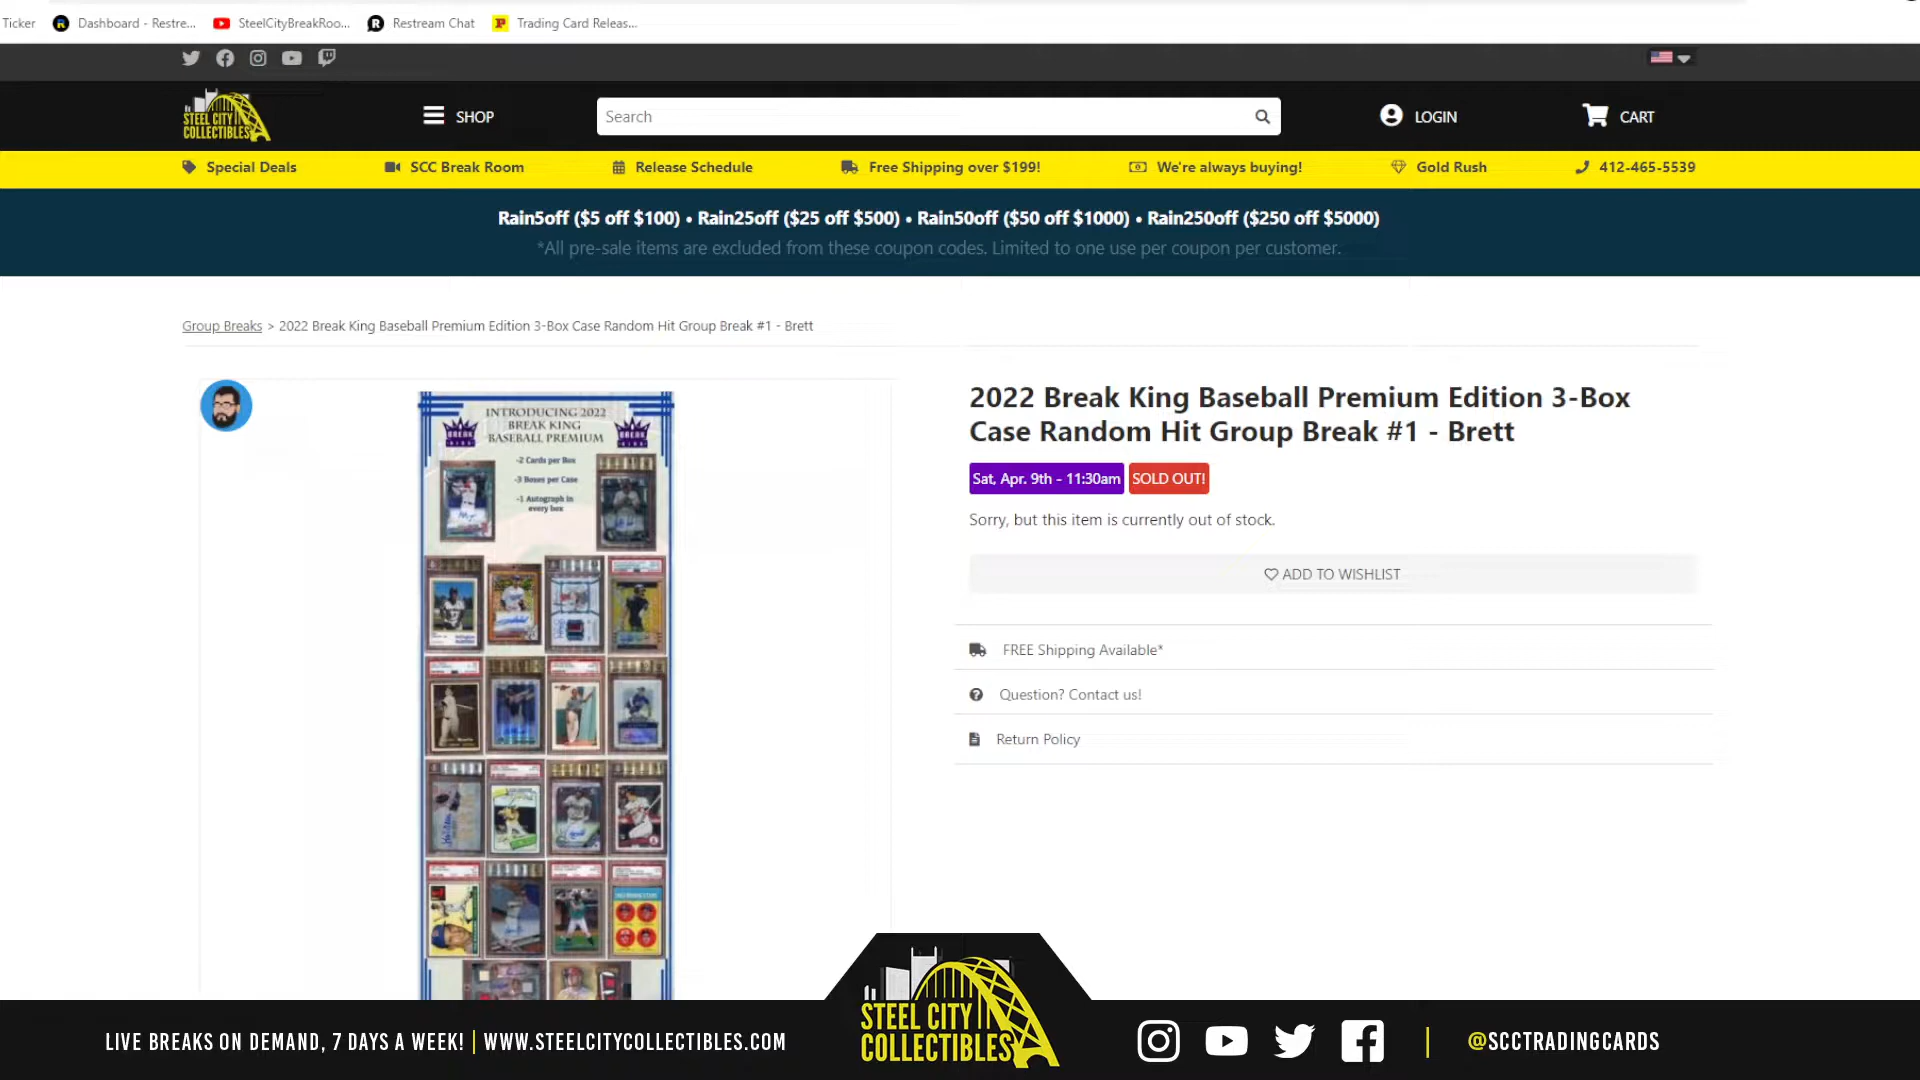 Ticker
Dashboard - Restre...
SteelCityBreakRoo...
Restream Chat
Trading Card Releas...
STEEL CITY
COLLECTIBLES
SHOP
Search
LOGIN
CART
Special Deals
SCC Break Room
Release Schedule
Free Shipping over $199!
We're always buying!
Gold Rush
412-465-5539
Rain5off ($5 off $100) • Rain25off ($25 off $500) • Rain50off ($50 off $1000) • Rain250off ($250 off $5000)
*All pre-sale items are excluded from these coupon codes. Limited to one use per coupon per customer.
Group Breaks > 2022 Break King Baseball Premium Edition 3-Box Case Random Hit Group Break #1 - Brett
INTRODUCING 2022
BREAK KING
BASEBALL PREMIUM
BREAK
BREAK
-2 Cards per Box
-3 Boxes per Case
-1 Autograph in
every box
2022 Break King Baseball Premium Edition 3-Box
Case Random Hit Group Break #1 - Brett
Sat, Apr. 9th - 11:30am
SOLD OUT!
Sorry, but this item is currently out of stock.
ADD TO WISHLIST
FREE Shipping Available*
Question? Contact us!
Return Policy
LIVE BREAKS ON DEMAND, 7 DAYS A WEEK! | WWW.STEELCITYCOLLECTIBLES.COM
STEEL CITY
COLLECTIBLES
@SCCTRADINGCARDS